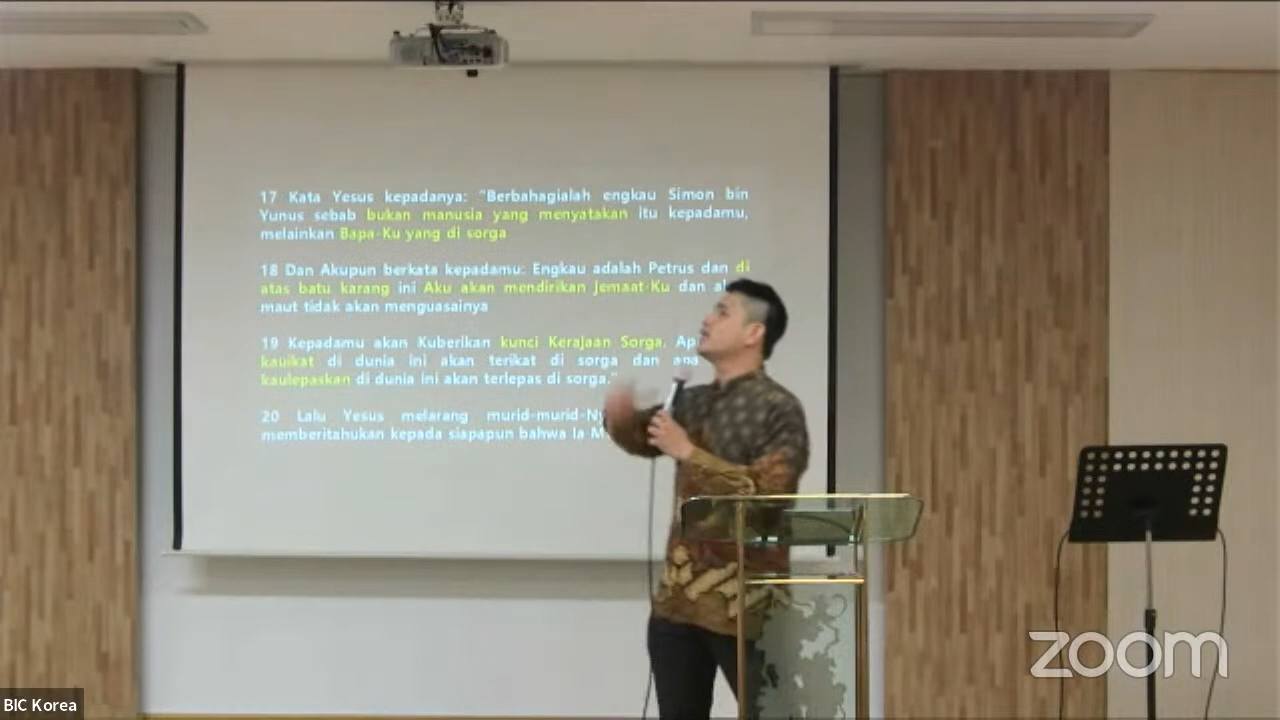 17 Kata Yesus kepadanya: "Berbahagialah engkau Simon bin
Yunus sebab bukan manusia yang menyatakan itu kepadamu,
melainkan Bapa-Ku yang di sorga
18 Dan Akupun berkata kepadamu: Engkau adalah Petrus dan di
atas batu karang ini Aku akan mendirikan jemaat-Ku dan
maut tidak akan menguasainya
19 Kepadamu akan Kuberikan kunci Kerajaan Sorga.
kauikat di dunia ini akan terikat di sorga dan
kaulepaskan di dunia ini akan terlepas di sorga."
20 Lalu Yesus melarang
memberitahukan kepada siapapun bahwa Ia
zoom
BIC Korea